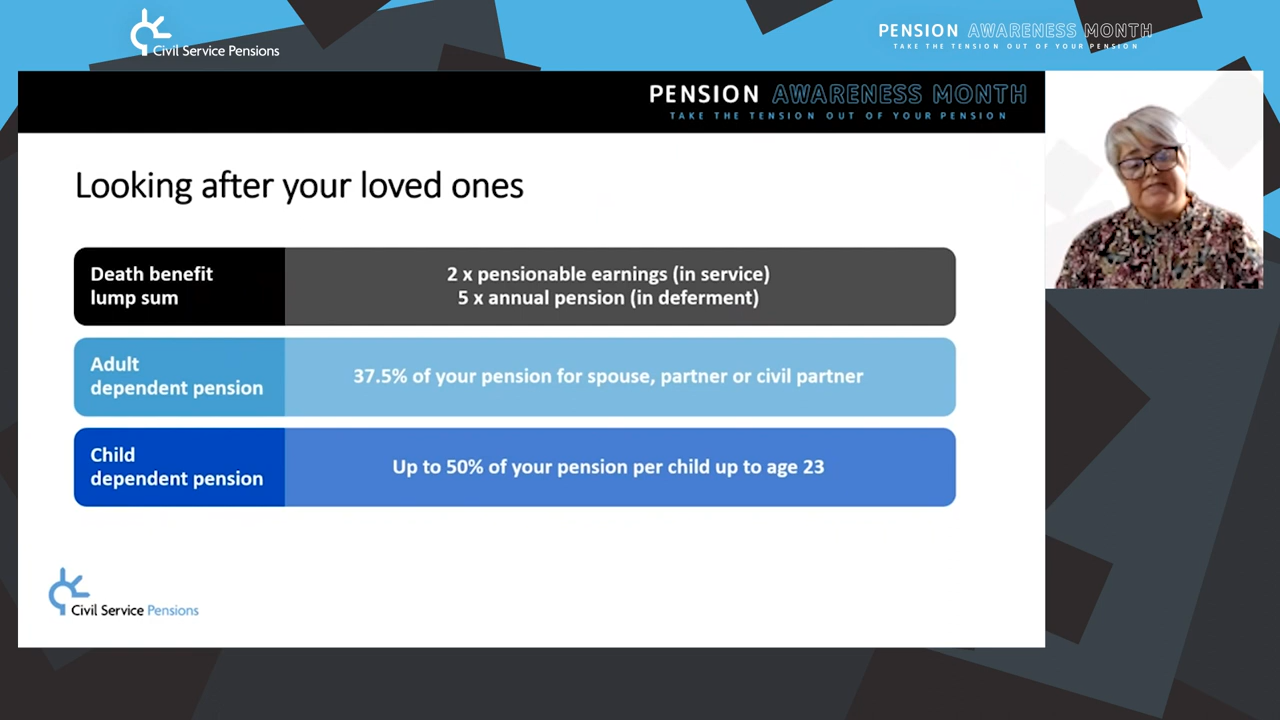 Civil Service Pensions
PENSION AWARENESS MONTH
TAKE THE TENSION OUT OF YOUR PENSION
PENSION AWARENESS MONTH
TAKE THE TENSION OUT OF YOUR PENSION
Looking after your loved ones
Death benefit
lump sum
2 x pensionable earnings (in service)
5 x annual pension (in deferment)
Adult
dependent pension
37.5% of your pension for spouse, partner or civil partner
Child
dependent pension
Up to 50% of your pension per child up to age 23
Civil Service Pensions